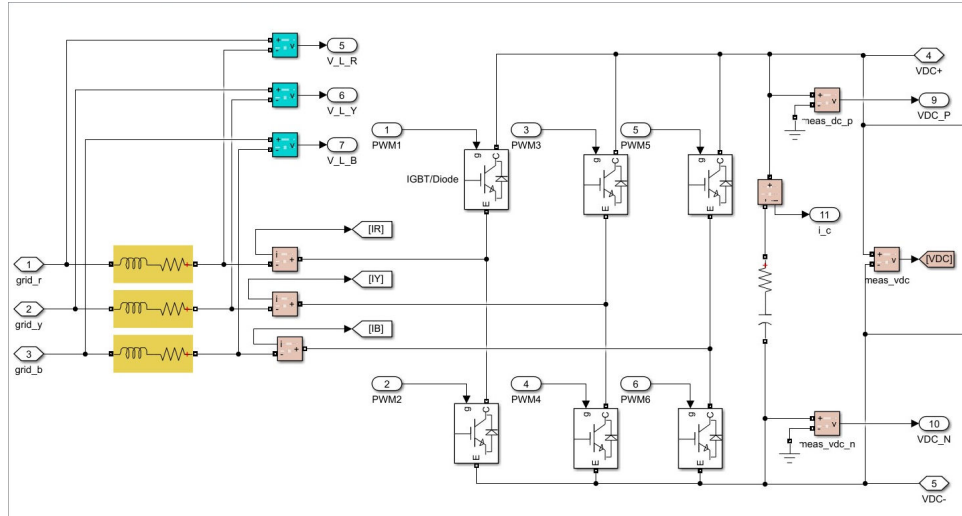 5
V_L_R
4
VDC+
6
V_L_Y
9
VDC_P
meas_dc_p
7
V_L_B
1
PWM1
3
PWM3
5
PWM5
IGBT/Diode
g
C
E
g
C
E
g
C
E
11
i_c
[IR]
1
grid_r
[IY]
[VDC]
meas_vdc
2
grid_y
[IB]
3
grid_b
2
PWM2
4
PWM4
6
PWM6
g
C
E
g
C
E
g
C
E
10
VDC_N
meas_vdc_n
5
VDC-